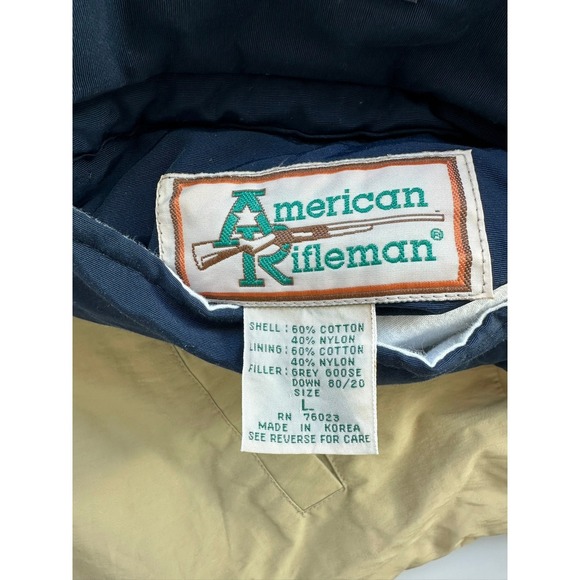 American
Rifleman®
SHELL: 60% COTTON
40% NYLON
LINING: 60% COTTON
40% NYLON
FILLER: GREY GOOSE
DOWN 80/20
SIZE
L
RN 76023
MADE IN KOREA
SEE REVERSE FOR CARE